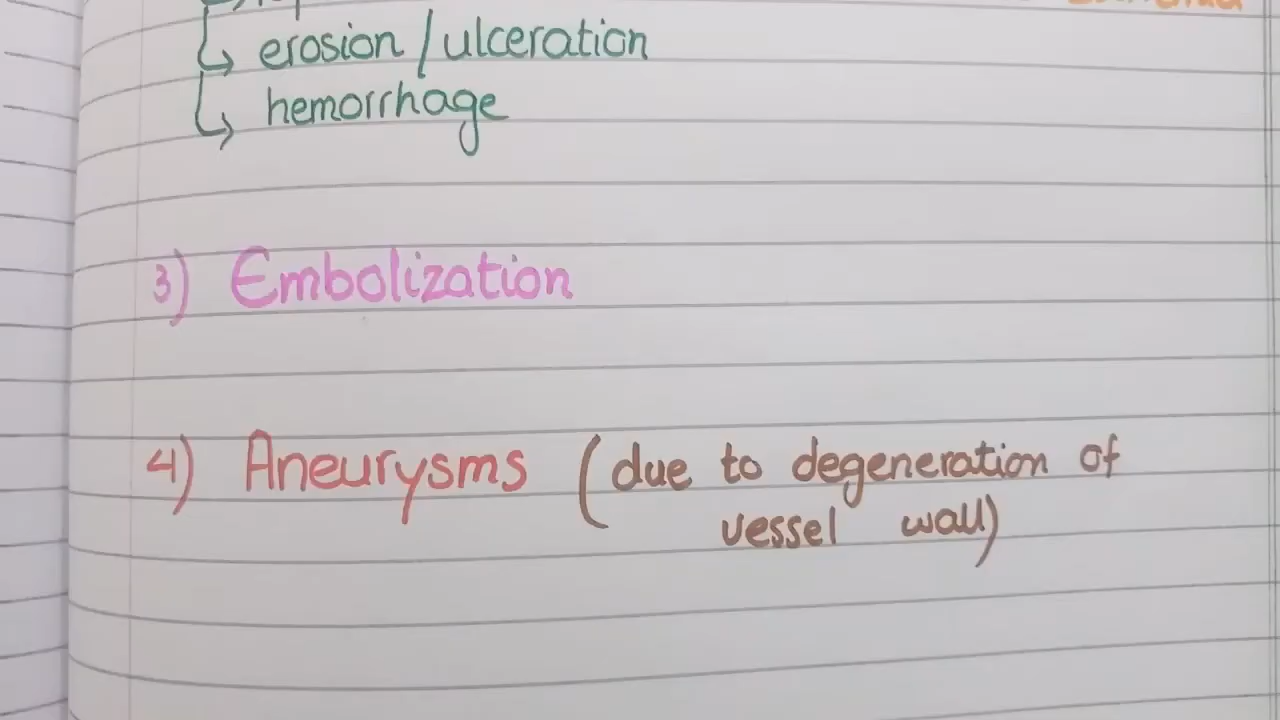 erosion / ulceration
hemorrhage
3) Embolization
4) Aneurysms (due to degeneration of
vessel wall)